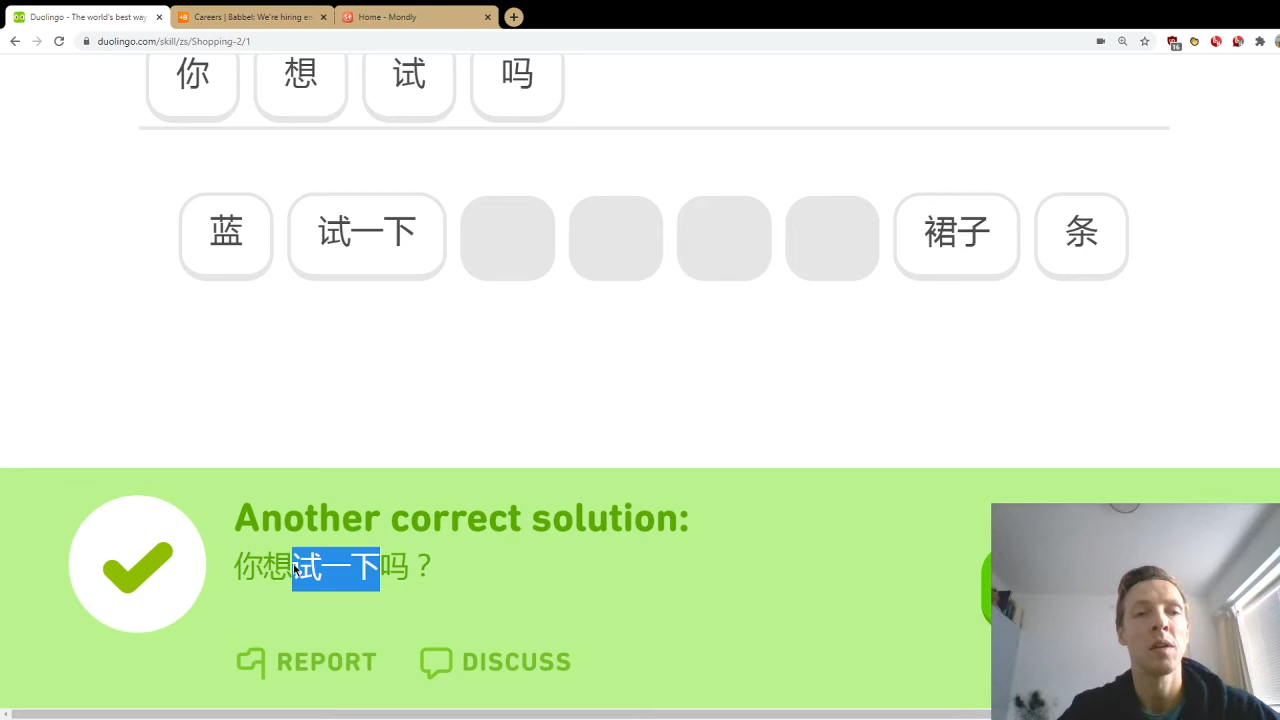 Duolingo - The world's best way
Careers | Babbel: We're hiring en
Home - Mondly
duolingo.com/skill/zs/Shopping-2/1
你 想 试 吗
蓝 试一下 裙子 条
Another correct solution:
你想试一下吗？
REPORT DISCUSS